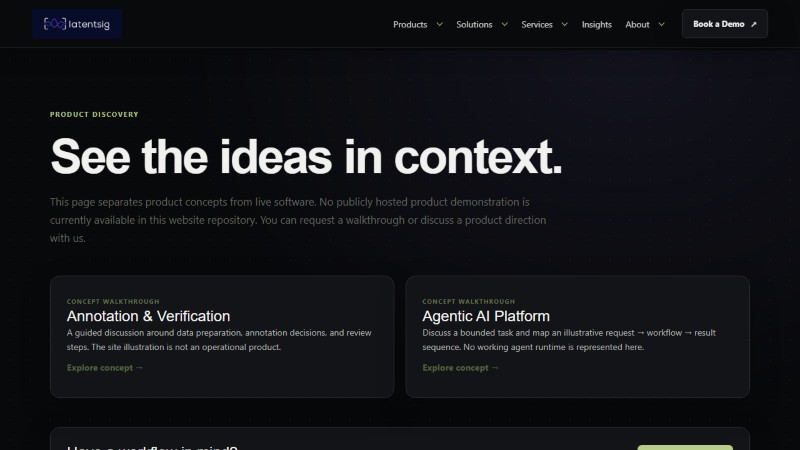 latentsig
Products Solutions Services Insights About Book a Demo ↗
PRODUCT DISCOVERY
See the ideas in context.
This page separates product concepts from live software. No publicly hosted product demonstration is
currently available in this website repository. You can request a walkthrough or discuss a product direction
with us.
CONCEPT WALKTHROUGH
Annotation & Verification
A guided discussion around data preparation, annotation decisions, and review
steps. The site illustration is not an operational product.
Explore concept →
CONCEPT WALKTHROUGH
Agentic AI Platform
Discuss a bounded task and map an illustrative request → workflow → result
sequence. No working agent runtime is represented here.
Explore concept →
Have a workflow in mind?